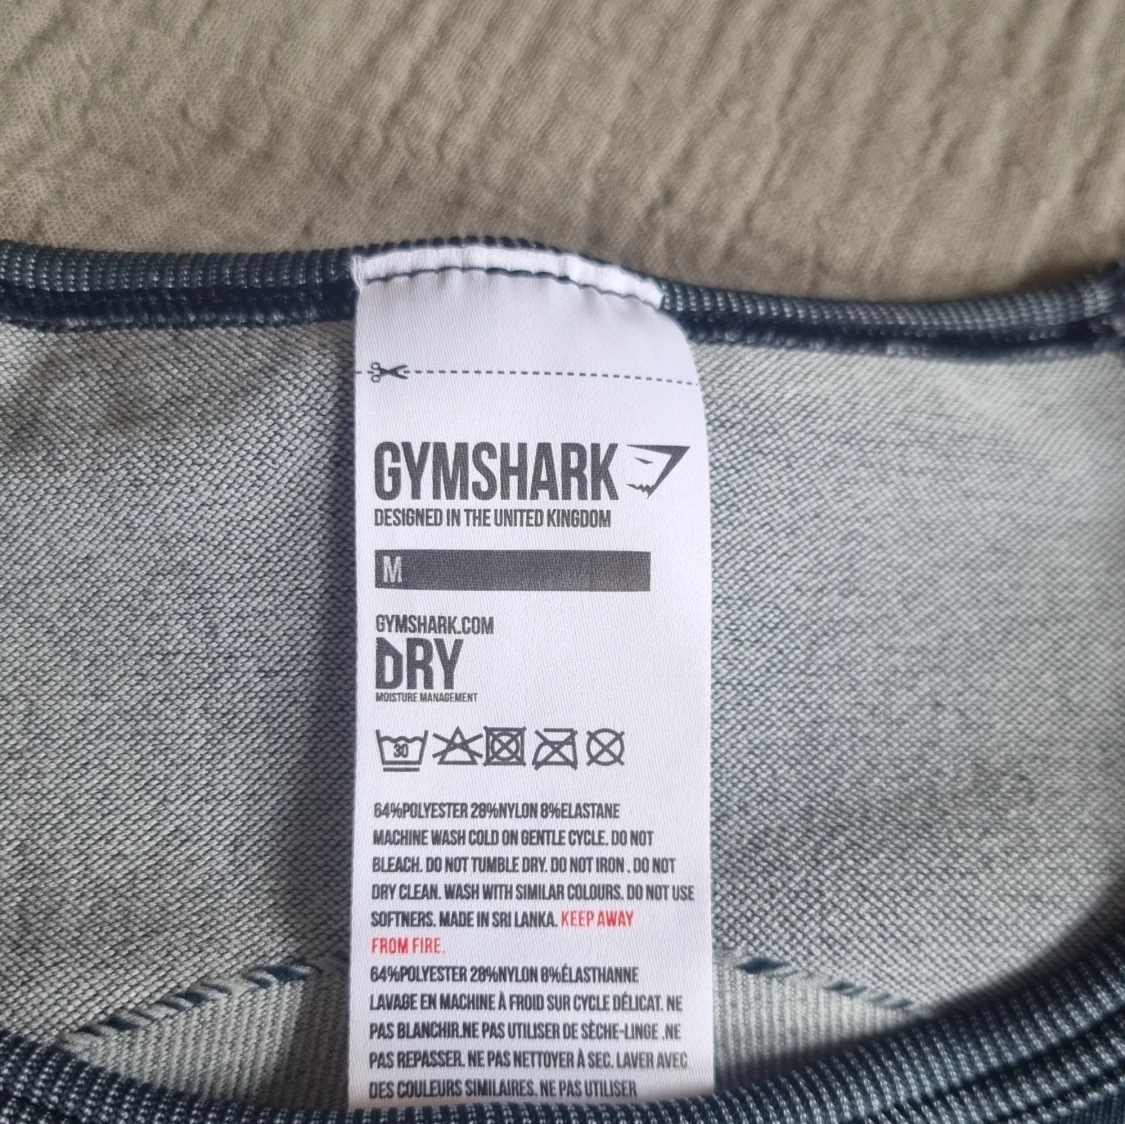 GYMSHARK
DESIGNED IN THE UNITED KINGDOM
M
GYMSHARK.COM
DRY
MOISTURE MANAGEMENT
30
64%POLYESTER 28%NYLON 8%ELASTANE
MACHINE WASH COLD ON GENTLE CYCLE. DO NOT
BLEACH. DO NOT TUMBLE DRY. DO NOT IRON . DO NOT
DRY CLEAN. WASH WITH SIMILAR COLOURS. DO NOT USE
SOFTNERS. MADE IN SRI LANKA. KEEP AWAY
FROM FIRE.
64%POLYESTER 28%NYLON 8%ÉLASTHANNE
LAVAGE EN MACHINE À FROID SUR CYCLE DÉLICAT. NE
PAS BLANCHIR.NE PAS UTILISER DE SÈCHE-LINGE .NE
PAS REPASSER. NE PAS NETTOYER À SEC. LAVER AVEC
DES COULEURS SIMILAIRES. NE PAS UTILISER